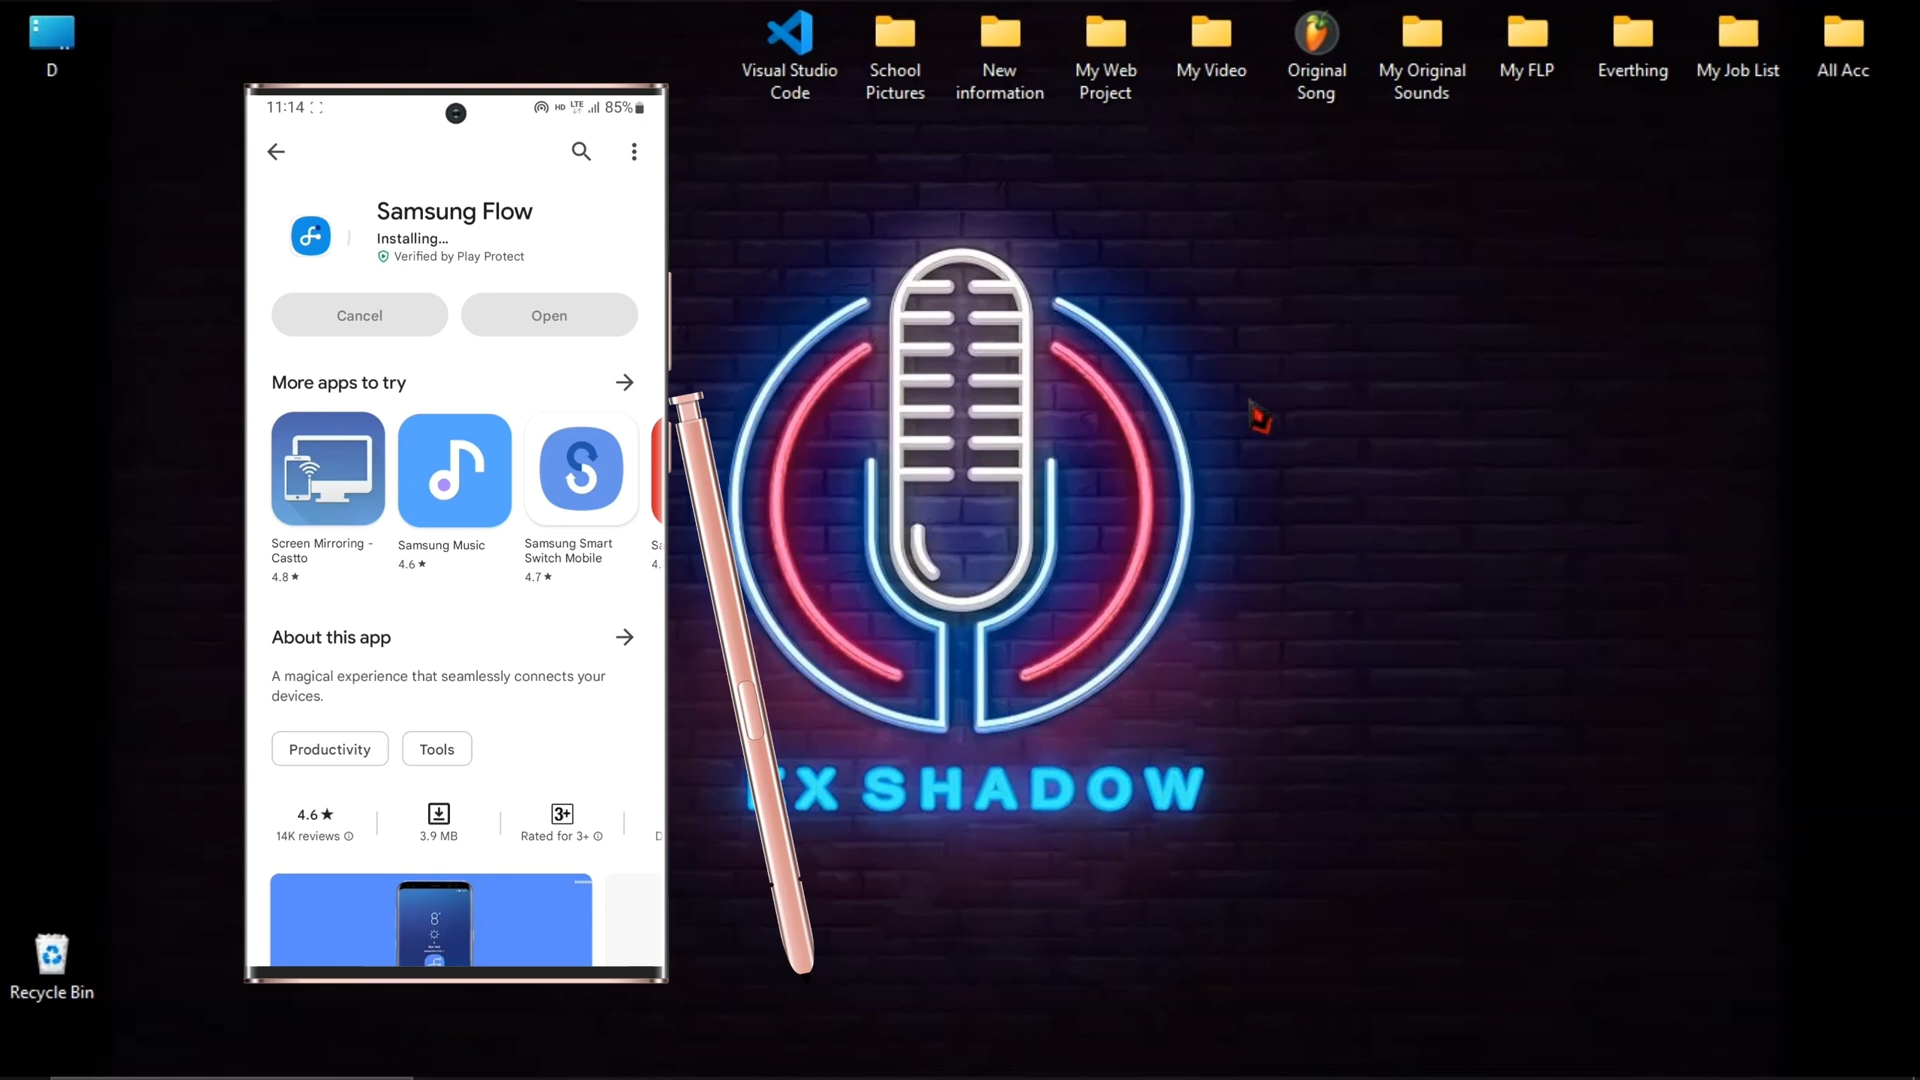 D
Visual Studio
Code
School
Pictures
New
information
My Web
Project
My Video
Original
Song
My Original
Sounds
My FLP
Everthing
My Job List
All Acc
11:14
HD LTE 85%
Samsung Flow
Installing...
Verified by Play Protect
Cancel
Open
More apps to try
Screen Mirroring -
Castto
4.8★
Samsung Music
4.6★
Samsung Smart
Switch Mobile
4.7★
4.
About this app
A magical experience that seamlessly connects your
devices.
Productivity
Tools
4.6★
14K reviews
3.9 MB
3+
Rated for 3+
X SHADOW
Recycle Bin